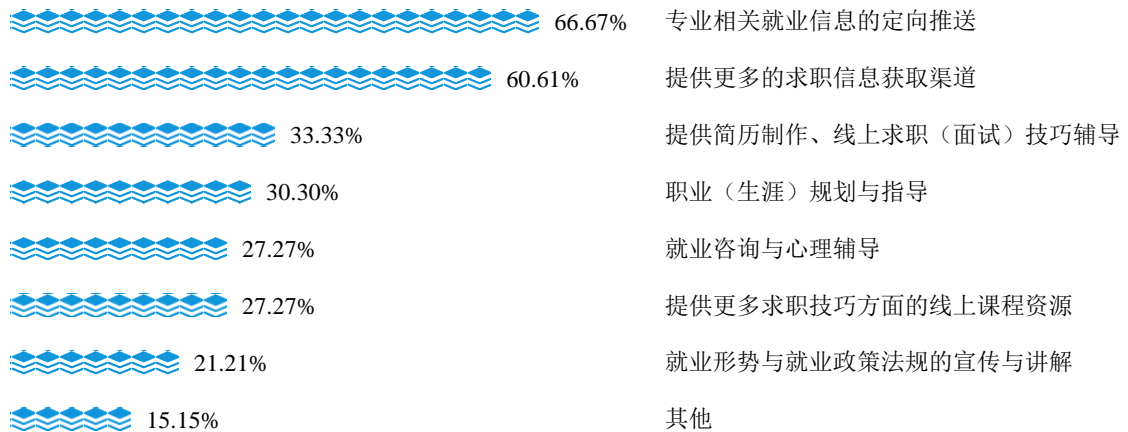 66.67% 专业相关就业信息的定向推送
60.61% 提供更多的求职信息获取渠道
33.33% 提供简历制作、线上求职（面试）技巧辅导
30.30% 职业（生涯）规划与指导
27.27% 就业咨询与心理辅导
27.27% 提供更多求职技巧方面的线上课程资源
21.21% 就业形势与就业政策法规的宣传与讲解
15.15% 其他